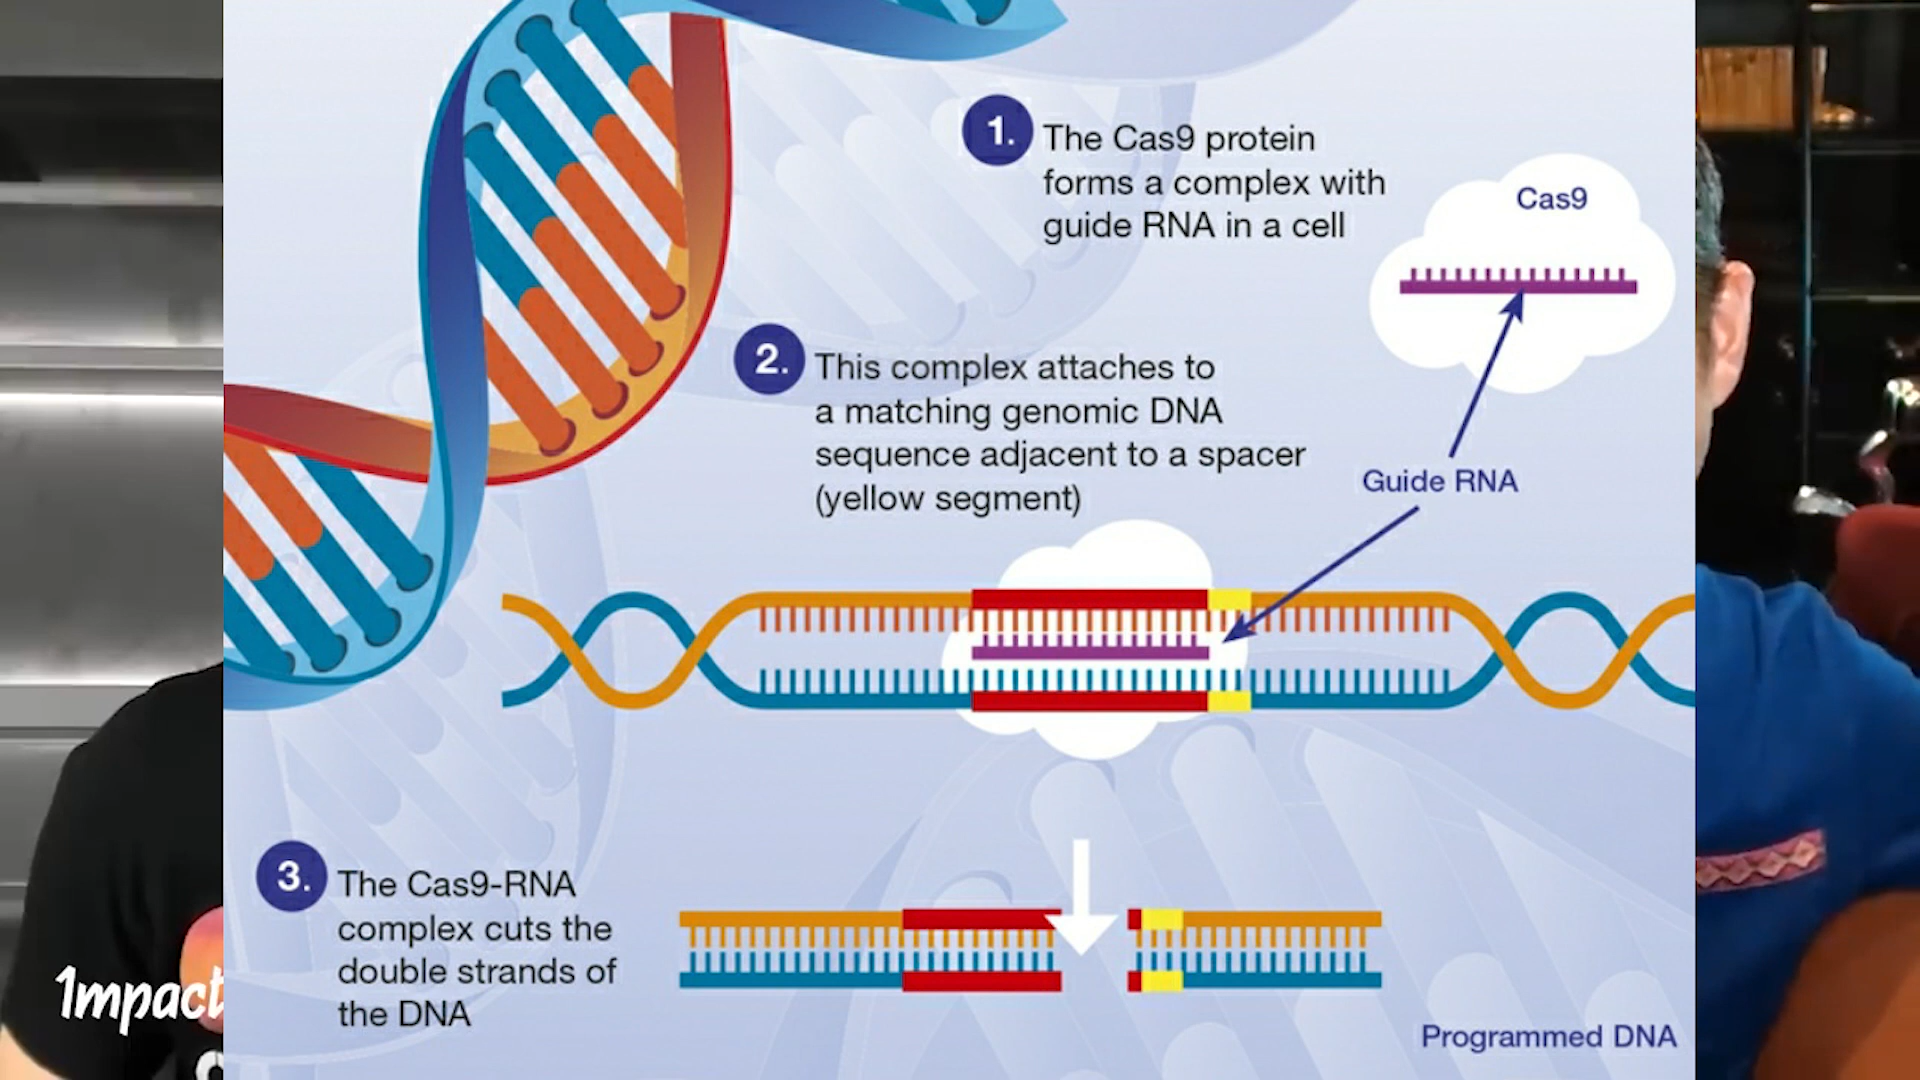 1. The Cas9 protein
forms a complex with
guide RNA in a cell
Cas9
2. This complex attaches to
a matching genomic DNA
sequence adjacent to a spacer
(yellow segment)
Guide RNA
3. The Cas9-RNA
complex cuts the
double strands of
the DNA
Programmed DNA
1mpact